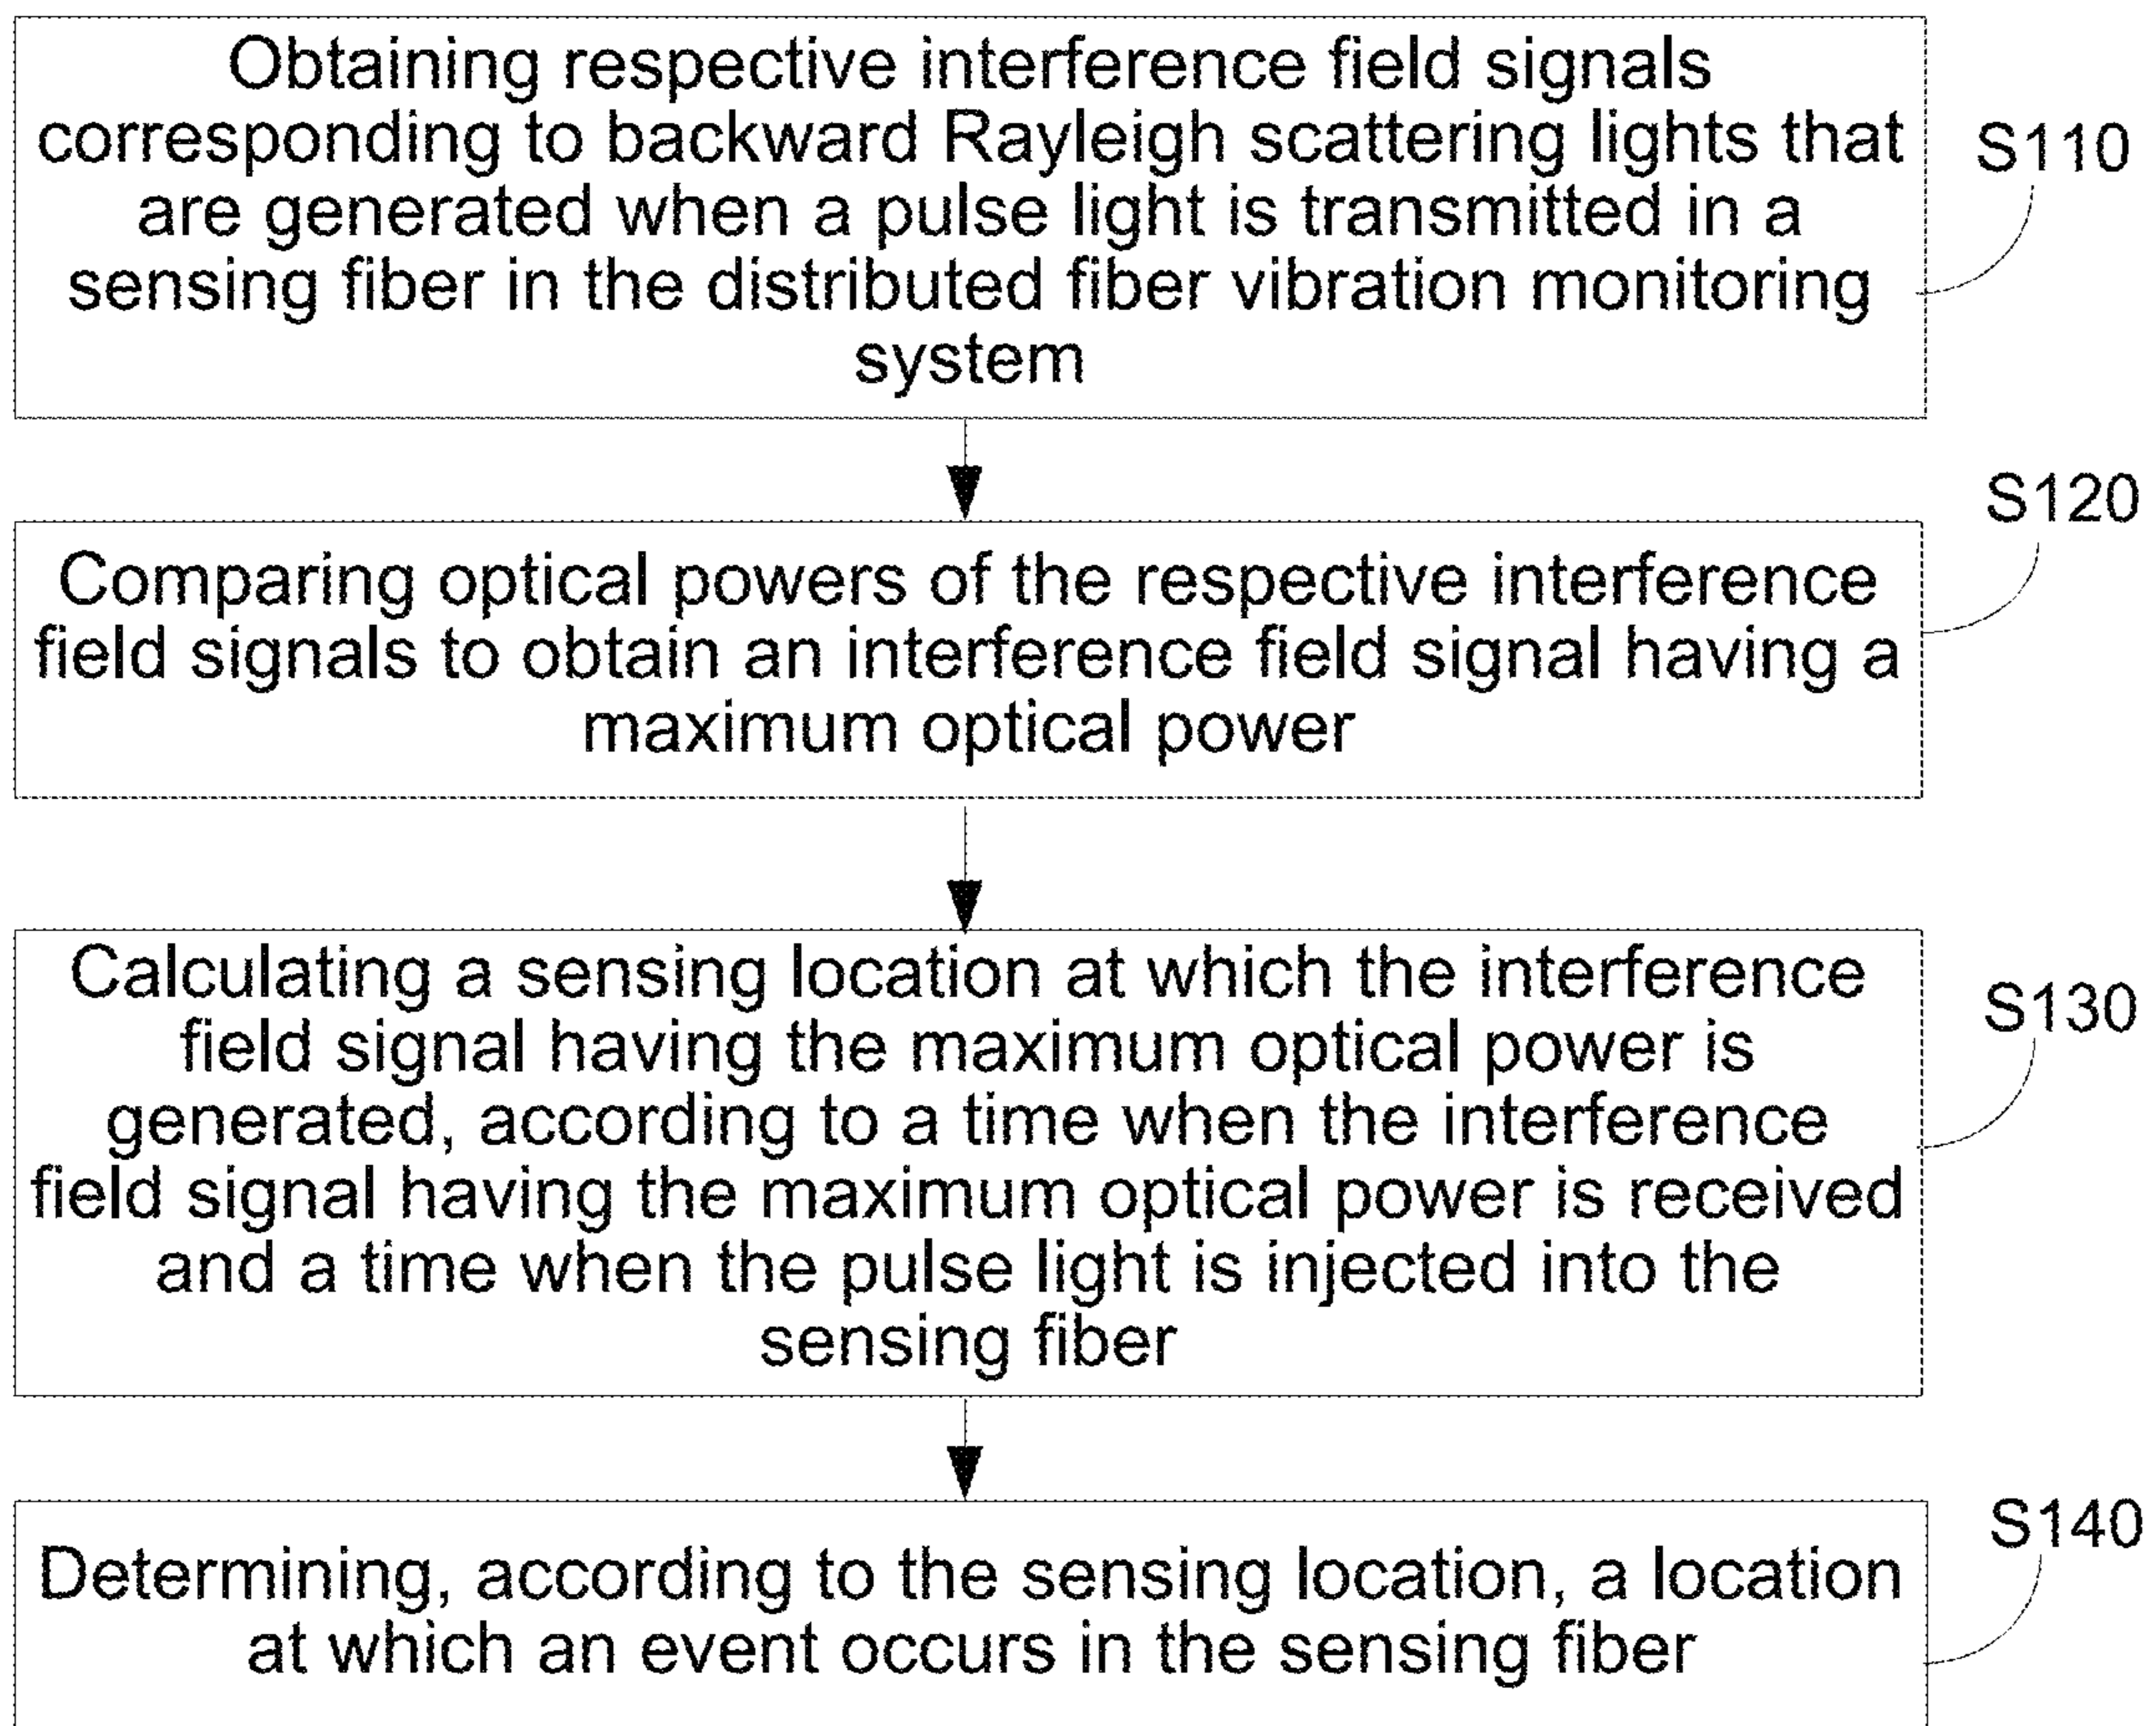 Obtaining respective interference field signals
corresponding to backward Rayleigh scattering lights that
are generated when a pulse light is transmitted in a
sensing fiber in the distributed fiber vibration monitoring
system
S110
S120
Comparing optical powers of the respective interference
field signals to obtain an interference field signal having a
maximum optical power
Calculating a sensing location at which the interference
field signal having the maximum optical power is
generated, according to a time when the interference
field signal having the maximum optical power is received
and a time when the pulse light is injected into the
sensing fiber
S130
S140
Determining, according to the sensing location, a location
at which an event occurs in the sensing fiber